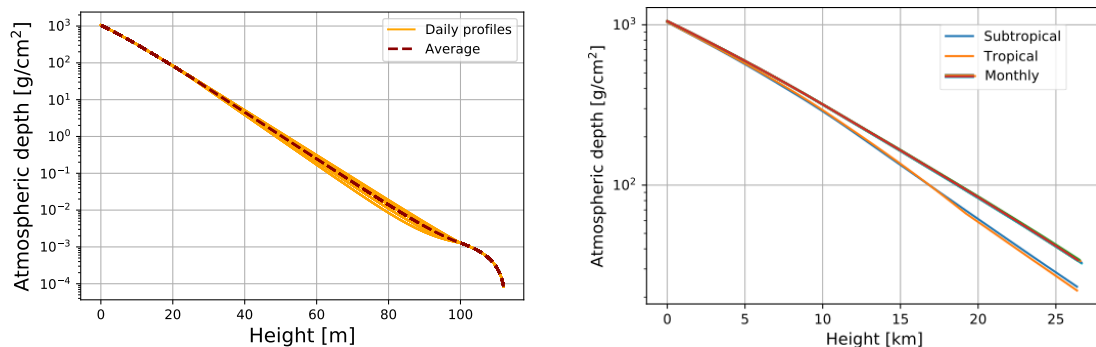 10³
10²
10¹
10⁰
10⁻¹
10⁻²
10⁻³
10⁻⁴
Atmospheric depth [g/cm²]
0 20 40 60 80 100
Height [m]
Daily profiles
Average
10³
10²
Atmospheric depth [g/cm²]
0 5 10 15 20 25
Height [km]
Subtropical
Tropical
Monthly